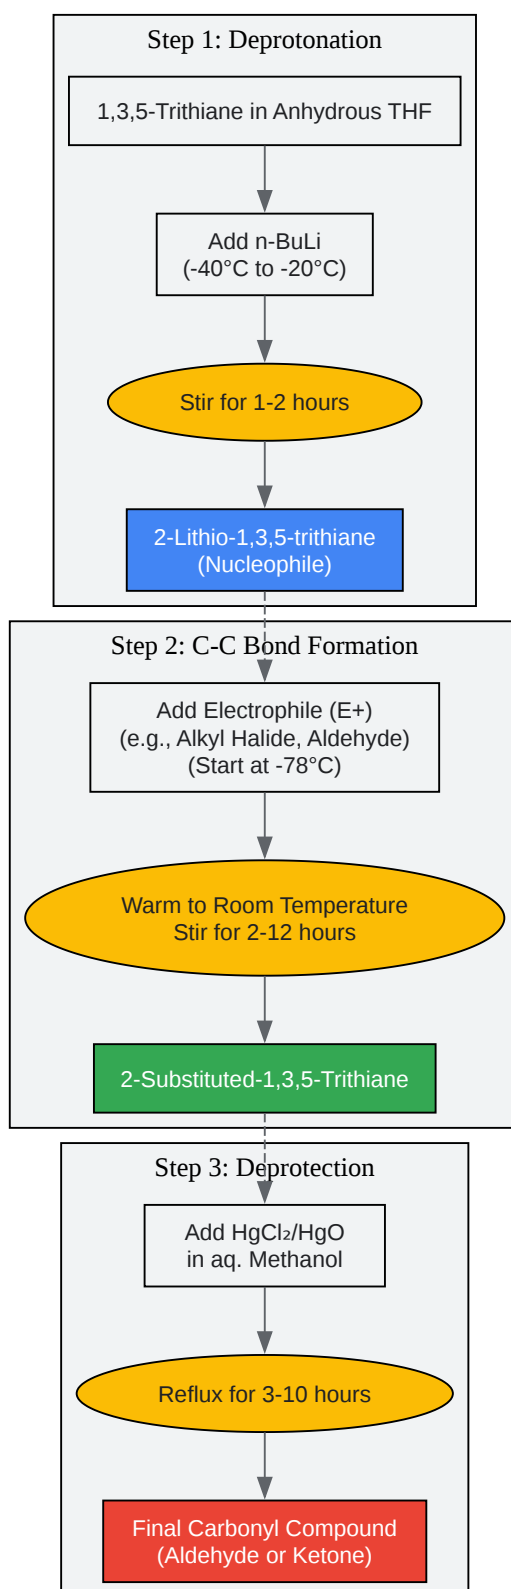 Step 1: Deprotonation
1,3,5-Trithiane in Anhydrous THF
Add n-BuLi
(-40°C to -20°C)
Stir for 1-2 hours
2-Lithio-1,3,5-trithiane
(Nucleophile)
Step 2: C-C Bond Formation
Add Electrophile (E+)
(e.g., Alkyl Halide, Aldehyde)
(Start at -78°C)
Warm to Room Temperature
Stir for 2-12 hours
2-Substituted-1,3,5-Trithiane
Step 3: Deprotection
Add HgCl₂/HgO
in aq. Methanol
Reflux for 3-10 hours
Final Carbonyl Compound
(Aldehyde or Ketone)